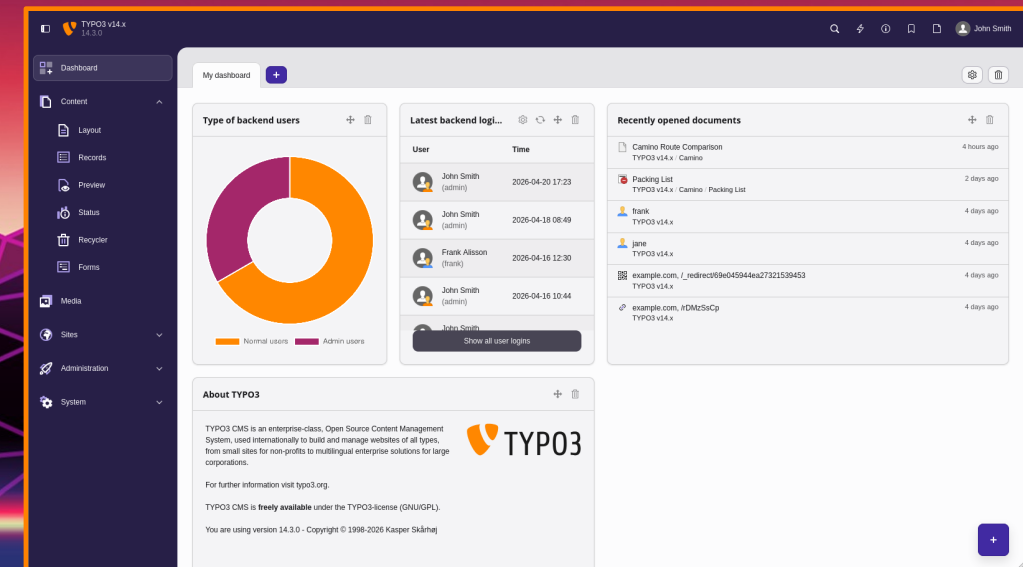 TYPO3 v14.x
14.3.0
John Smith
Dashboard
Content
Layout
Records
Preview
Status
Recycler
Forms
Media
Sites
Administration
System
My dashboard
+
Type of backend users
Normal users
Admin users
Latest backend logi...
User Time
John Smith
(admin)
2026-04-20 17:23
John Smith
(admin)
2026-04-18 08:49
Frank Alisson
(frank)
2026-04-16 12:30
John Smith
(admin)
2026-04-16 10:44
John Smith
Show all user logins
Recently opened documents
Camino Route Comparison 4 hours ago
TYPO3 v14.x / Camino
Packing List 2 days ago
TYPO3 v14.x / Camino / Packing List
frank 4 days ago
TYPO3 v14.x
jane 4 days ago
TYPO3 v14.x
example.com, /_redirect/69e045944ea27321539453 4 days ago
TYPO3 v14.x
example.com, /rDMzSsCp 4 days ago
TYPO3 v14.x
About TYPO3
TYPO3 CMS is an enterprise-class, Open Source Content Management
System, used internationally to build and manage websites of all types,
from small sites for non-profits to multilingual enterprise solutions for large
corporations.
For further information visit typo3.org.
TYPO3 CMS is freely available under the TYPO3-license (GNU/GPL).
You are using version 14.3.0 - Copyright © 1998-2026 Kasper Skårhøj
TYPO3
+